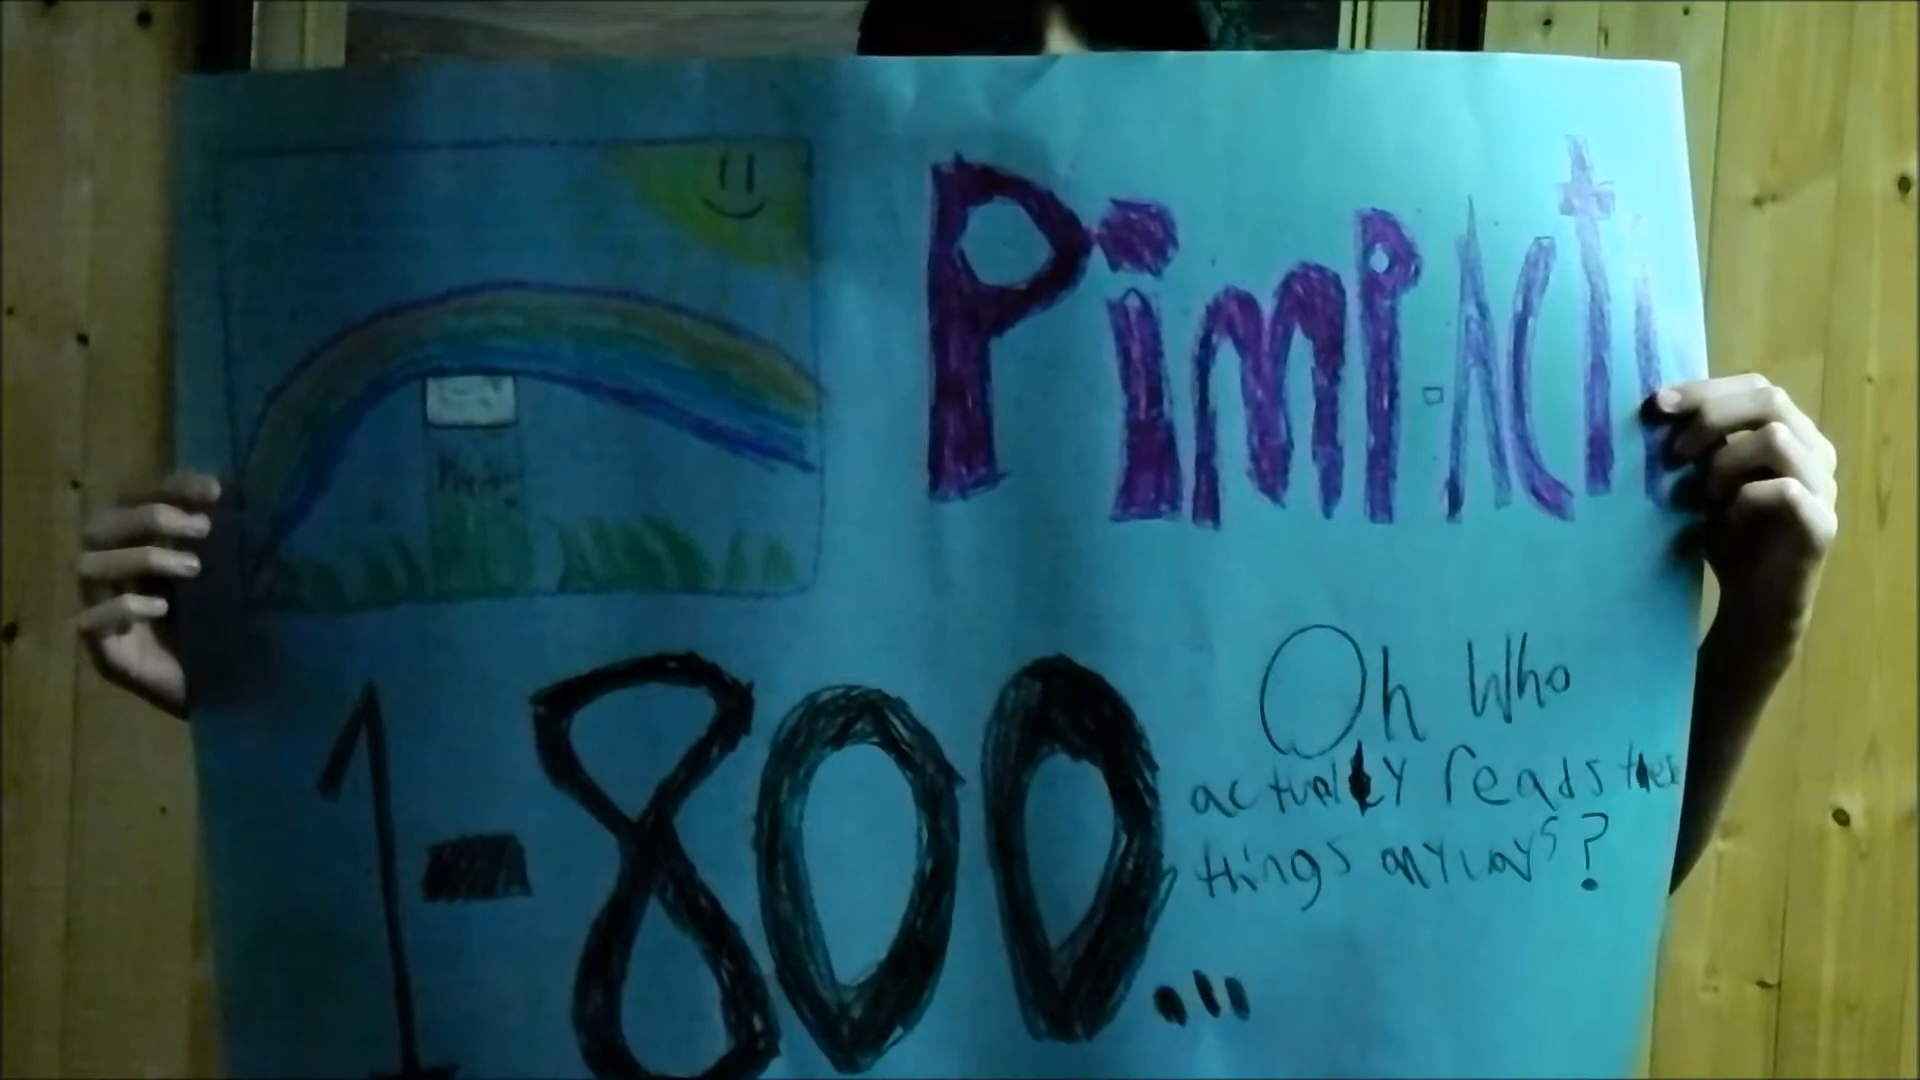 Pimp-Act
1-800...
Oh Who
actually reads these
things anyways?